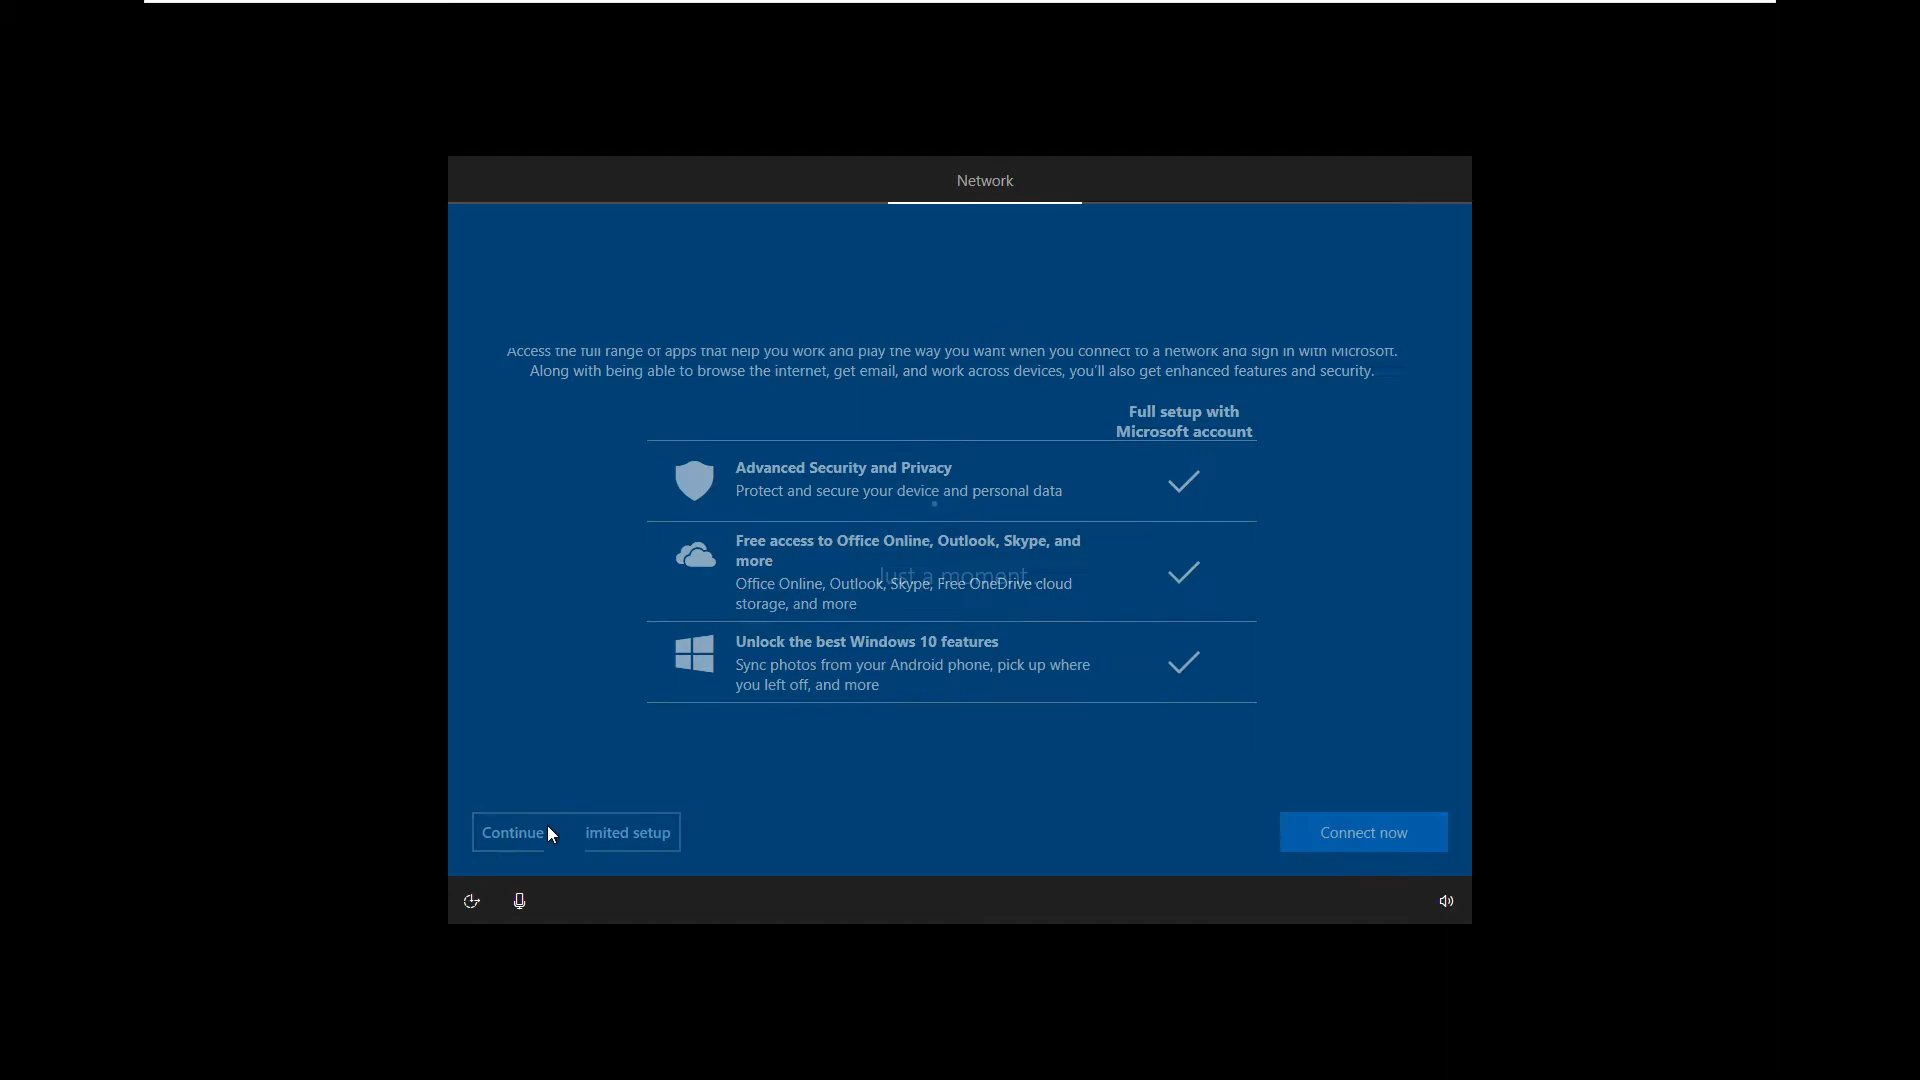 Network
Access the full range of apps that help you work and play the way you want when you connect to a network and sign in with Microsoft.
Along with being able to browse the internet, get email, and work across devices, you'll also get enhanced features and security.
Full setup with
Microsoft account
Advanced Security and Privacy
Protect and secure your device and personal data
Free access to Office Online, Outlook, Skype, and
more
Just a moment...
Office Online, Outlook, Skype, Free OneDrive cloud
storage, and more
Unlock the best Windows 10 features
Sync photos from your Android phone, pick up where
you left off, and more
Continue imited setup
Connect now